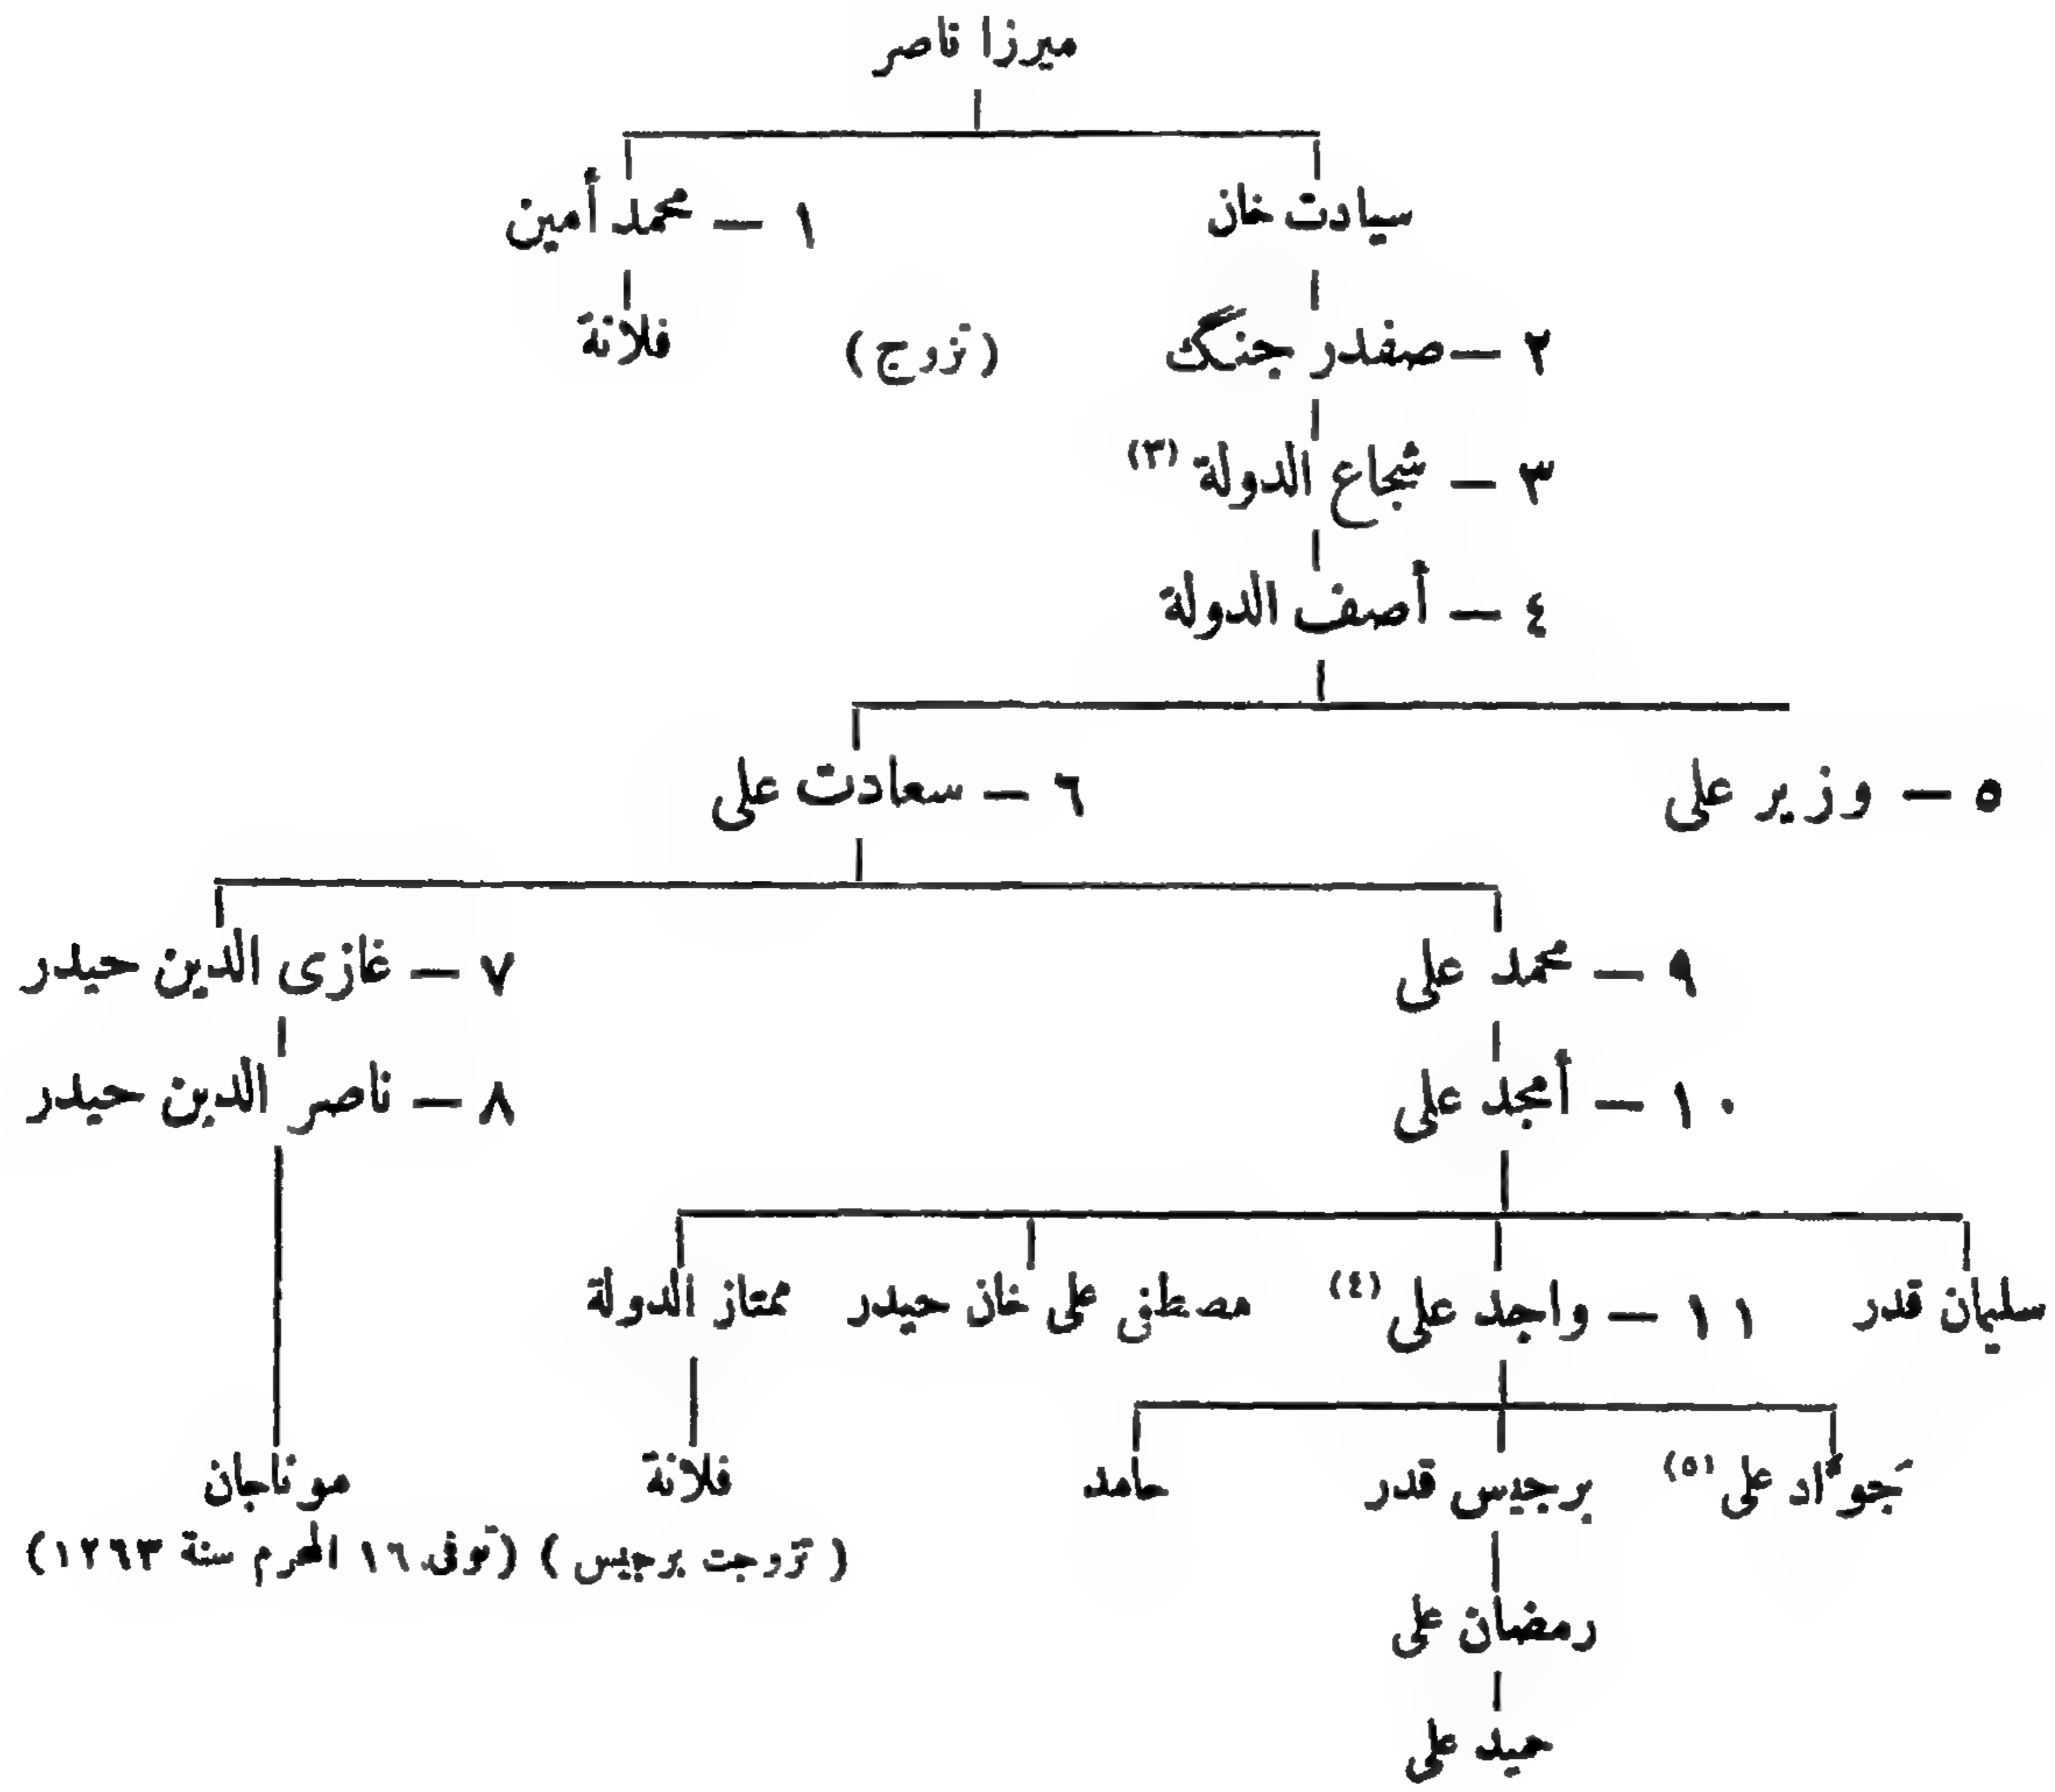 ميرزا ناصر
سيادت خان
١ – محمد أمين
٢ – صفدر جنگ
(تزوج)
فلانة
٣ – شجاع الدولة (٣)
٤ – أصف الدولة
٥ – وزير على
٦ – سعادت على
٩ – محمد على
٧ – غازى الدين حيدر
١٠ – أمجد على
٨ – ناصر الدين حيدر
سليمان قدر
١١ – واجد على (٤)
مصطفى على خان حيدر
ممتاز الدولة
جواد على (٥)
برجيس قدر
حامد
فلانة
موناجان
(تزوجت برجيس)
(توفى ١٦ المحرم سنة ١٢٦٣)
رمضان على
حيد على